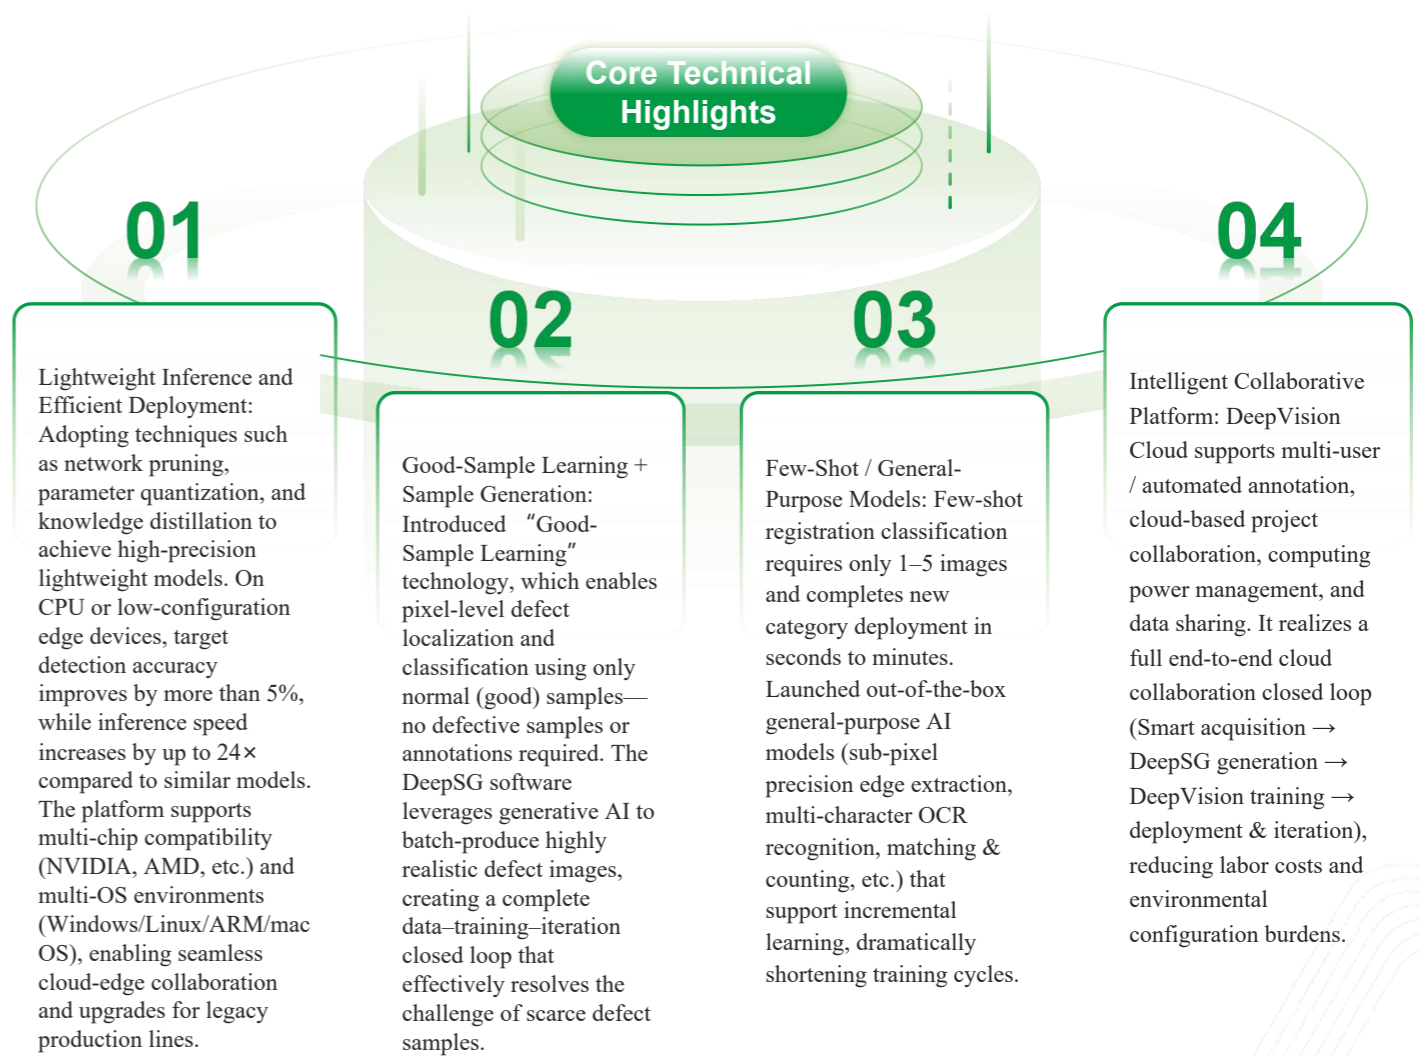 Core Technical
Highlights
01
Lightweight Inference and
Efficient Deployment:
Adopting techniques such
as network pruning,
parameter quantization, and
knowledge distillation to
achieve high-precision
lightweight models. On
CPU or low-configuration
edge devices, target
detection accuracy
improves by more than 5%,
while inference speed
increases by up to 24×
compared to similar models.
The platform supports
multi-chip compatibility
(NVIDIA, AMD, etc.) and
multi-OS environments
(Windows/Linux/ARM/mac
OS), enabling seamless
cloud-edge collaboration
and upgrades for legacy
production lines.
02
Good-Sample Learning +
Sample Generation:
Introduced “Good-
Sample Learning”
technology, which enables
pixel-level defect
localization and
classification using only
normal (good) samples—
no defective samples or
annotations required. The
DeepSG software
leverages generative AI to
batch-produce highly
realistic defect images,
creating a complete
data–training–iteration
closed loop that
effectively resolves the
challenge of scarce defect
samples.
03
Few-Shot / General-
Purpose Models: Few-shot
registration classification
requires only 1–5 images
and completes new
category deployment in
seconds to minutes.
Launched out-of-the-box
general-purpose AI
models (sub-pixel
precision edge extraction,
multi-character OCR
recognition, matching &
counting, etc.) that
support incremental
learning, dramatically
shortening training cycles.
04
Intelligent Collaborative
Platform: DeepVision
Cloud supports multi-user
/ automated annotation,
cloud-based project
collaboration, computing
power management, and
data sharing. It realizes a
full end-to-end cloud
collaboration closed loop
(Smart acquisition →
DeepSG generation →
DeepVision training →
deployment & iteration),
reducing labor costs and
environmental
configuration burdens.